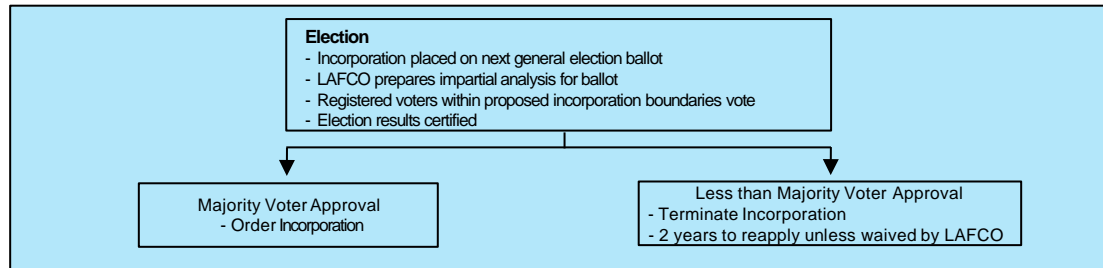 Election
- Incorporation placed on next general election ballot
- LAFCO prepares impartial analysis for ballot
- Registered voters within proposed incorporation boundaries vote
- Election results certified
Majority Voter Approval
- Order Incorporation
Less than Majority Voter Approval
- Terminate Incorporation
- 2 years to reapply unless waived by LAFCO